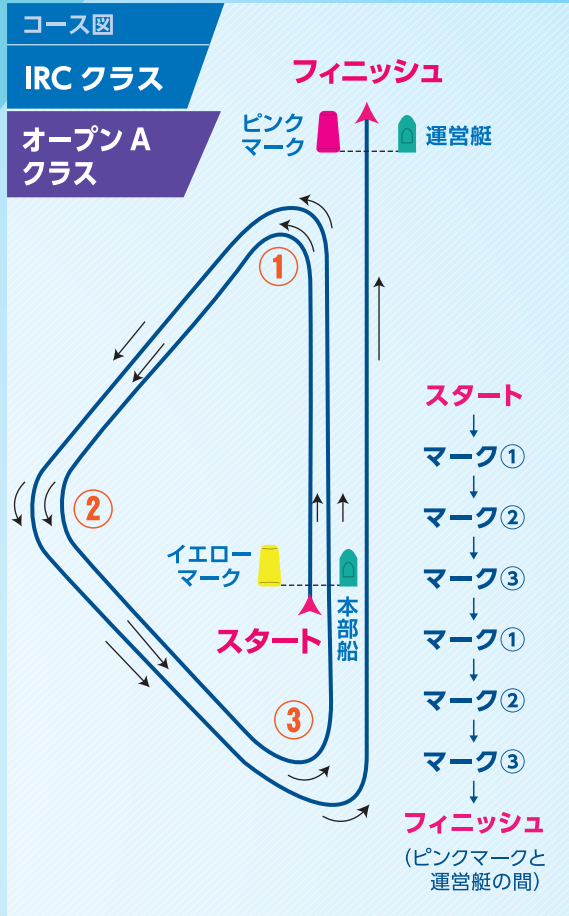 コース図
IRC クラス
オープン A
クラス
フィニッシュ
ピンク
マーク
運営艇
①
②
イエロー
マーク
スタート
本部船
③
スタート
↓
マーク①
↓
マーク②
↓
マーク③
↓
マーク①
↓
マーク②
↓
マーク③
↓
フィニッシュ
(ピンクマークと
運営艇の間)